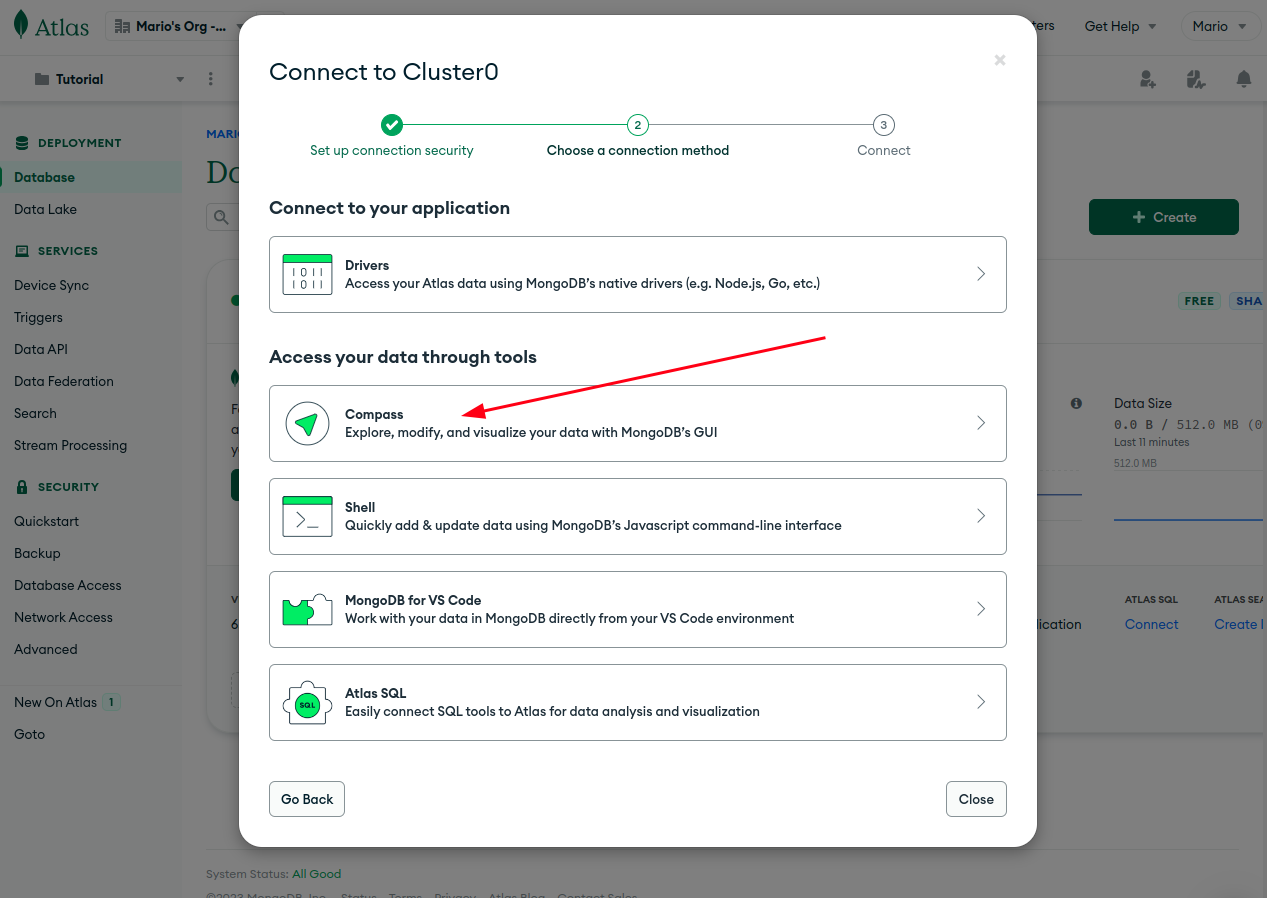 Atlas
Mario's Org -...
Get Help
Mario
Tutorial
DEPLOYMENT
Database
Data Lake
SERVICES
Device Sync
Triggers
Data API
Data Federation
Search
Stream Processing
SECURITY
Quickstart
Backup
Database Access
Network Access
Advanced
New On Atlas 1
Goto
Connect to Cluster0
×
2
3
Set up connection security
Choose a connection method
Connect
Connect to your application
Drivers
Access your Atlas data using MongoDB's native drivers (e.g. Node.js, Go, etc.)
Access your data through tools
Compass
Explore, modify, and visualize your data with MongoDB's GUI
Shell
Quickly add & update data using MongoDB's Javascript command-line interface
MongoDB for VS Code
Work with your data in MongoDB directly from your VS Code environment
SQL
Atlas SQL
Easily connect SQL tools to Atlas for data analysis and visualization
Go Back
Close
+ Create
FREE
SHA
Data Size
0.0 B / 512.0 MB (0
Last 11 minutes
512.0 MB
ATLAS SQL
Connect
ATLAS SEA
Create I
System Status: All Good
©2023 MongoDB, Inc. Status Terms Privacy Atlas Blog Contact Sales